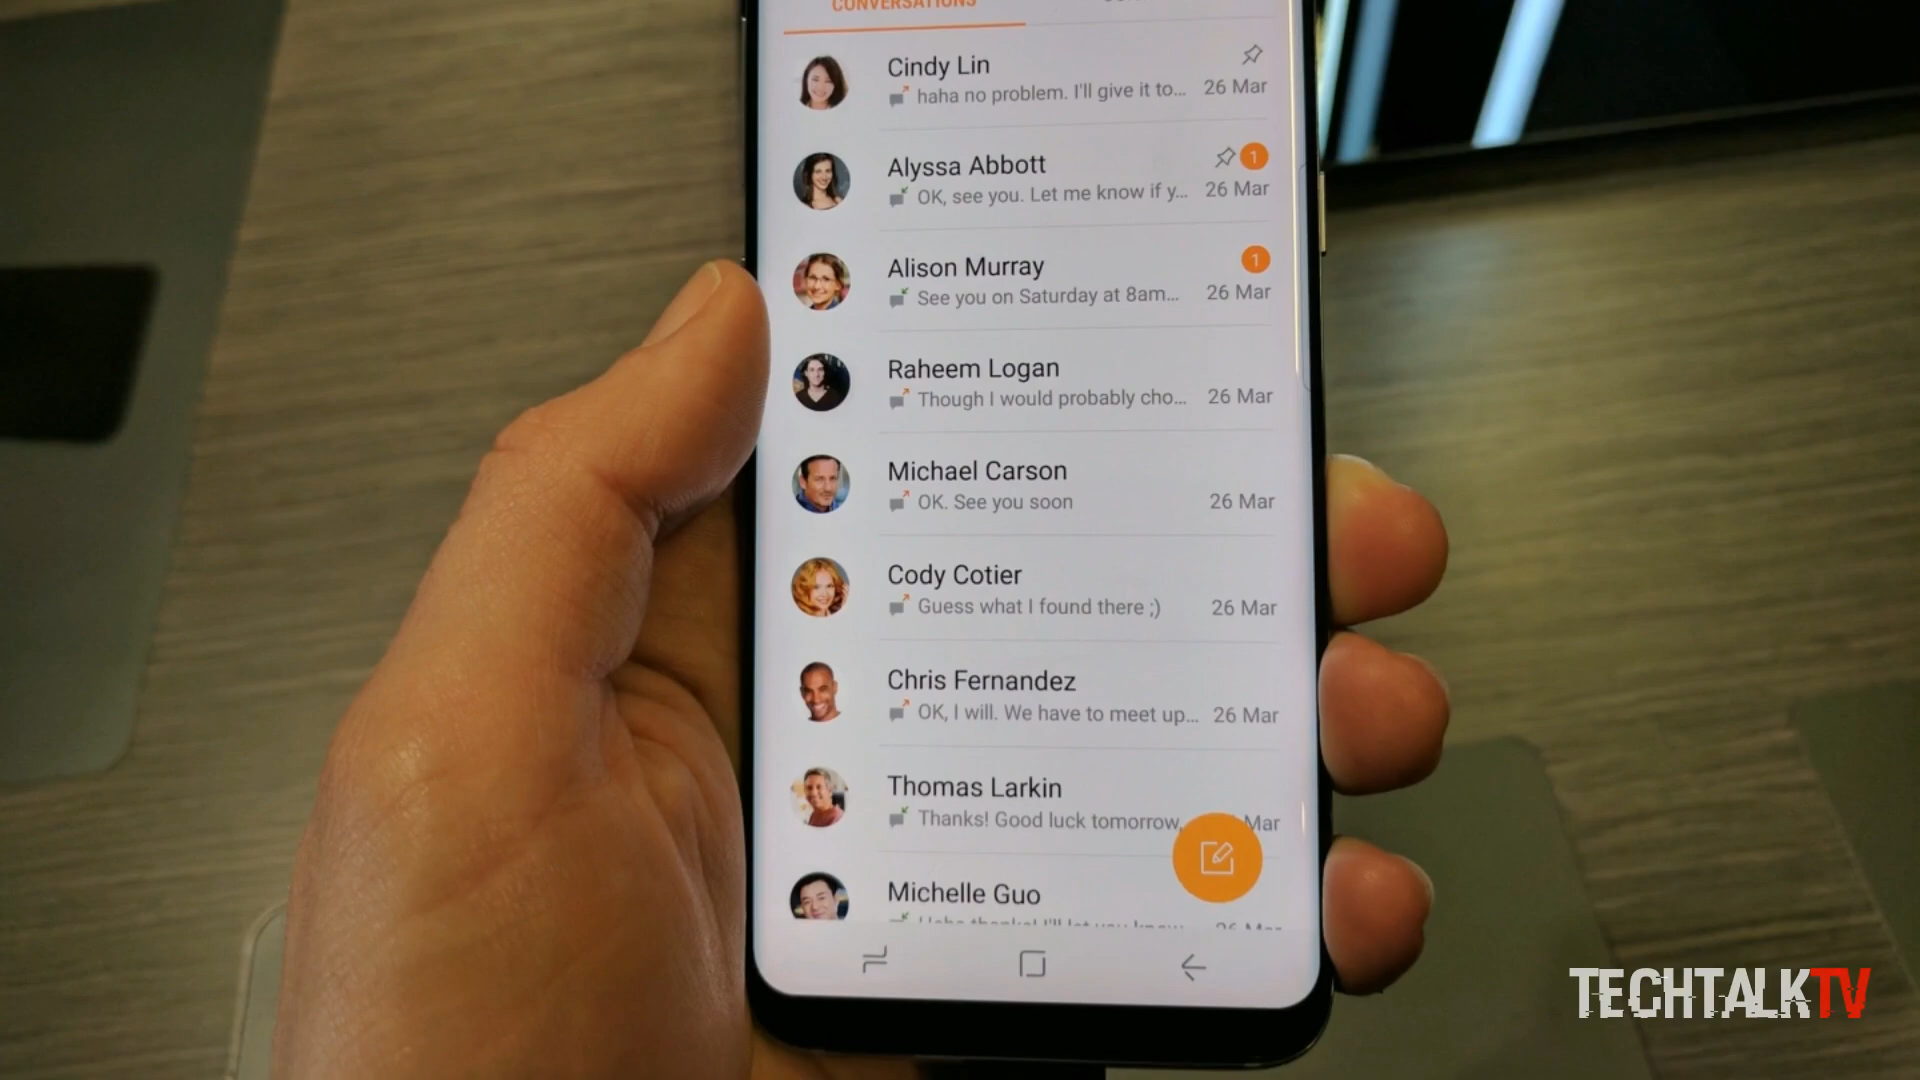 CONVERSATIONS
Cindy Lin
haha no problem. I'll give it to... 26 Mar
Alyssa Abbott 1
OK, see you. Let me know if y... 26 Mar
Alison Murray 1
See you on Saturday at 8am... 26 Mar
Raheem Logan
Though I would probably cho... 26 Mar
Michael Carson
OK. See you soon 26 Mar
Cody Cotier
Guess what I found there ;) 26 Mar
Chris Fernandez
OK, I will. We have to meet up... 26 Mar
Thomas Larkin
Thanks! Good luck tomorrow, Mar
Michelle Guo
TECHTALKTV